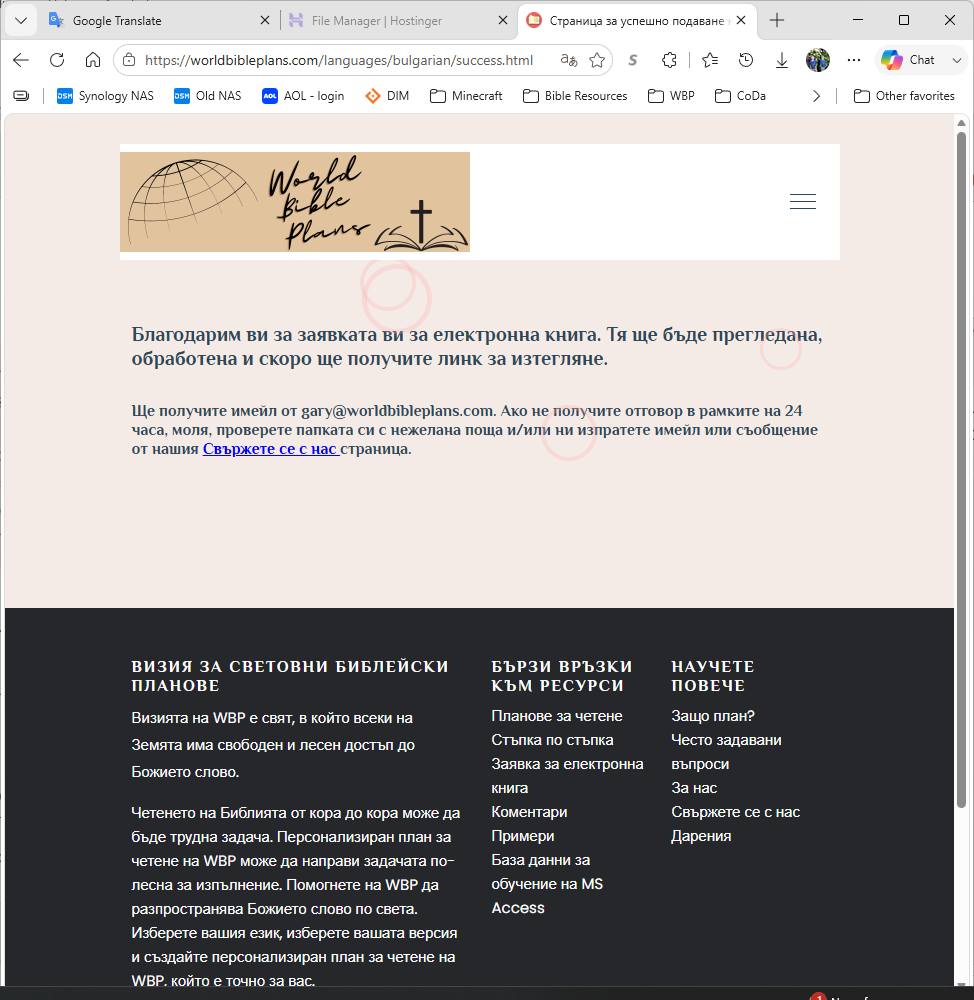 Google Translate
File Manager | Hostinger
Страница за успешно подаване
https://worldbibleplans.com/languages/bulgarian/success.html
Chat
Synology NAS
Old NAS
AOL - login
DIM
Minecraft
Bible Resources
WBP
CoDa
Other favorites
World
Bible
Plans
Благодарим ви за заявката ви за електронна книга. Тя ще бъде прегледана,
обработена и скоро ще получите линк за изтегляне.
Ще получите имейл от gary@worldbibleplans.com. Ако не получите отговор в рамките на 24
часа, моля, проверете папката си с нежелана поща и/или ни изпратете имейл или съобщение
от нашия Свържете се с нас страница.
ВИЗИЯ ЗА СВЕТОВНИ БИБЛЕЙСКИ
ПЛАНОВЕ
Визията на WBP е свят, в който всеки на
Земята има свободен и лесен достъп до
Божието слово.
Четенето на Библията от кора до кора може да
бъде трудна задача. Персонализиран план за
четене на WBP може да направи задачата по-
лесна за изпълнение. Помогнете на WBP да
разпространява Божието слово по света.
Изберете вашия език, изберете вашата версия
и създайте персонализиран план за четене на
WBP, който е точно за вас.
БЪРЗИ ВРЪЗКИ
КЪМ РЕСУРСИ
Планове за четене
Стъпка по стъпка
Заявка за електронна
книга
Коментари
Примери
База данни за
обучение на MS
Access
НАУЧЕТЕ
ПОВЕЧЕ
Защо план?
Често задавани
въпроси
За нас
Свържете се с нас
Дарения